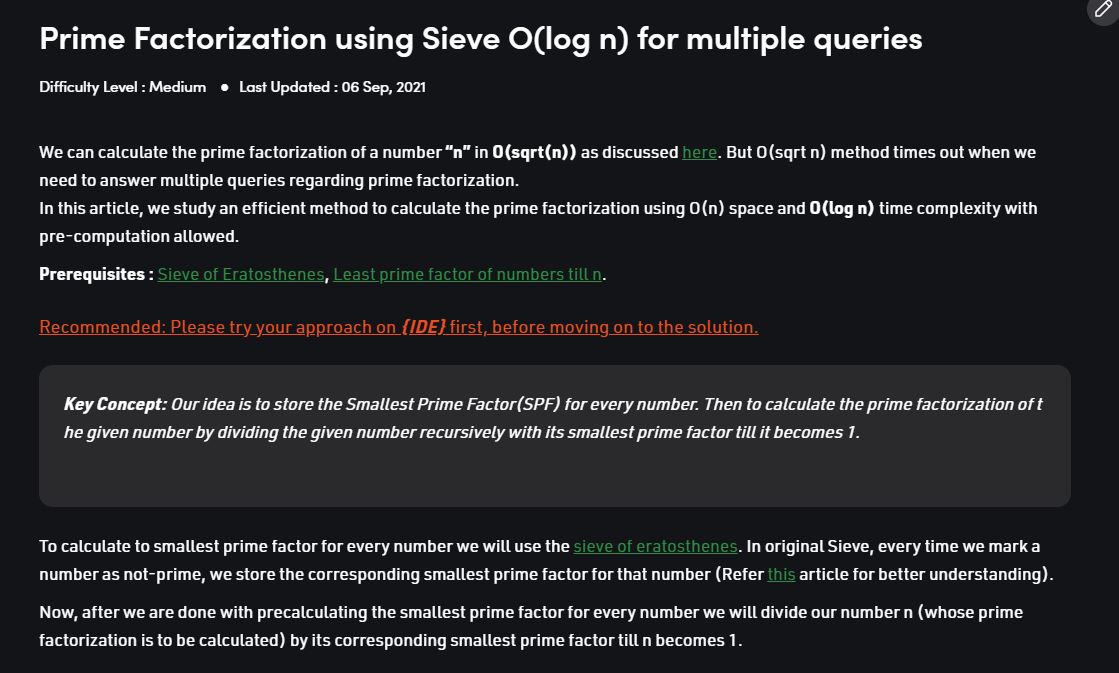 Prime Factorization using Sieve O(log n) for multiple queries
Difficulty Level : Medium ● Last Updated : 06 Sep, 2021
We can calculate the prime factorization of a number “n” in O(sqrt(n)) as discussed here. But O(sqrt n) method times out when we
need to answer multiple queries regarding prime factorization.
In this article, we study an efficient method to calculate the prime factorization using O(n) space and O(log n) time complexity with
pre-computation allowed.
Prerequisites : Sieve of Eratosthenes, Least prime factor of numbers till n.
Recommended: Please try your approach on {IDE} first, before moving on to the solution.
Key Concept: Our idea is to store the Smallest Prime Factor(SPF) for every number. Then to calculate the prime factorization of t
he given number by dividing the given number recursively with its smallest prime factor till it becomes 1.
To calculate to smallest prime factor for every number we will use the sieve of eratosthenes. In original Sieve, every time we mark a
number as not-prime, we store the corresponding smallest prime factor for that number (Refer this article for better understanding).
Now, after we are done with precalculating the smallest prime factor for every number we will divide our number n (whose prime
factorization is to be calculated) by its corresponding smallest prime factor till n becomes 1.